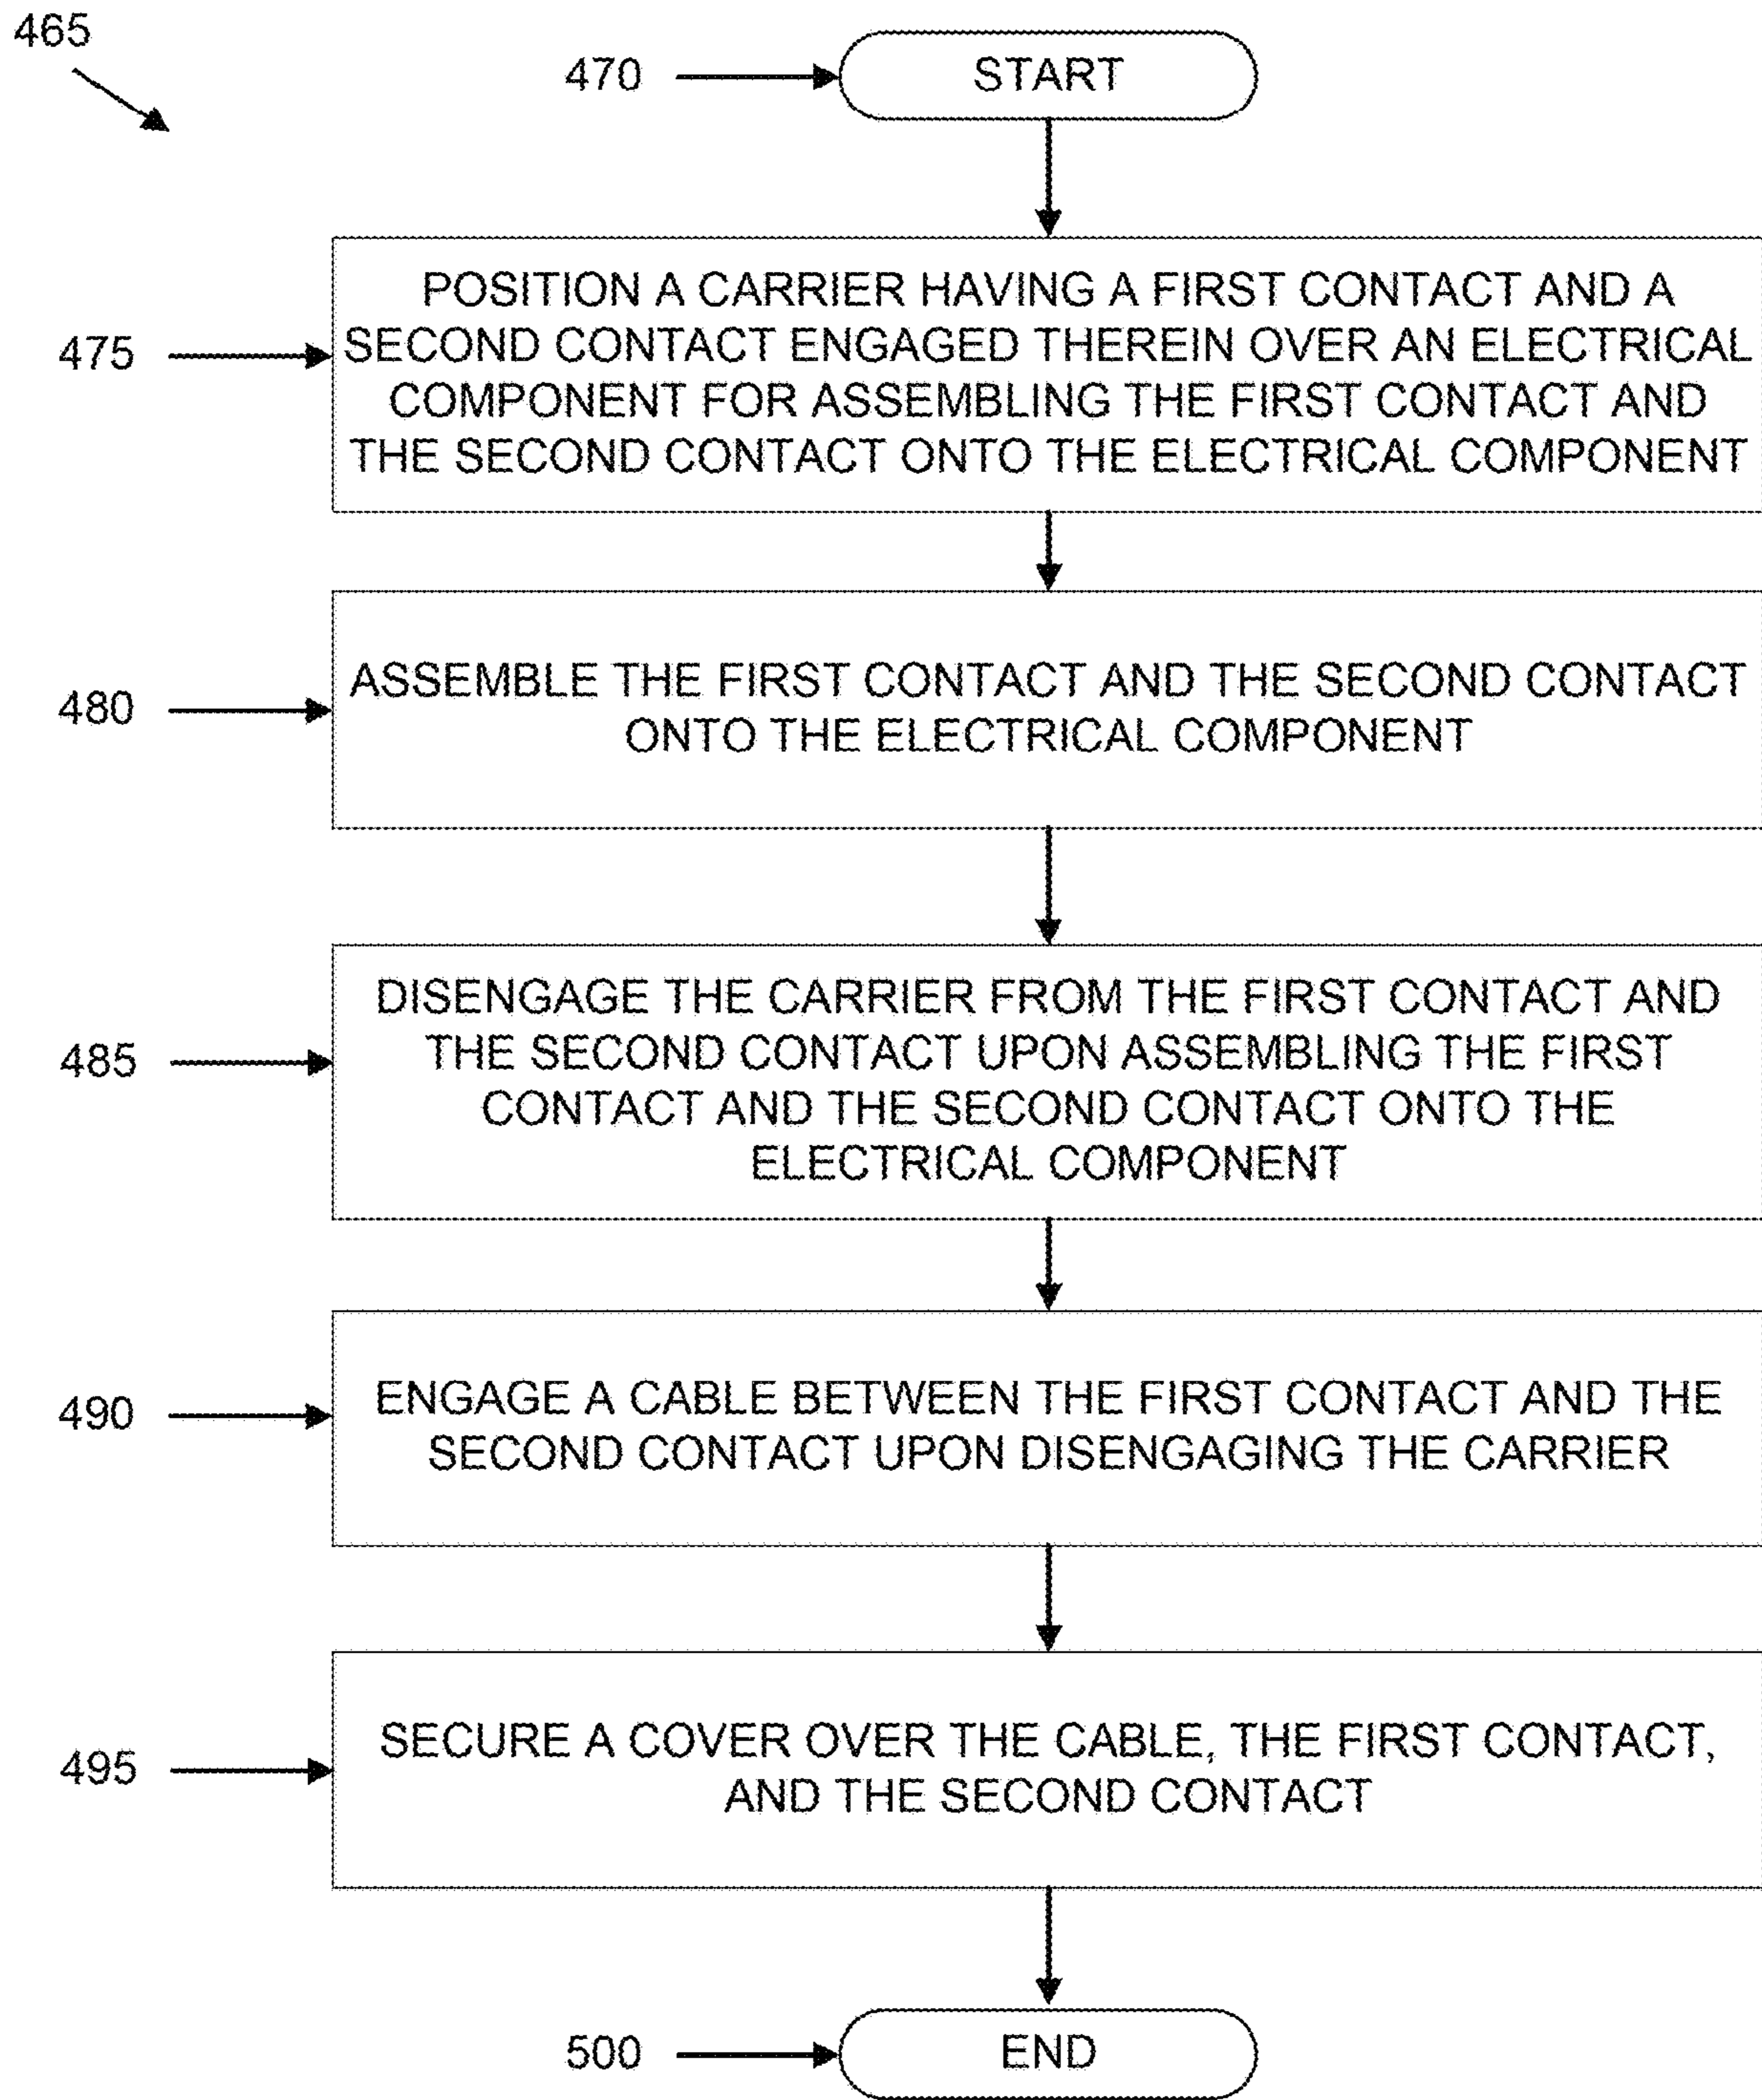 465
470
START
475
POSITION A CARRIER HAVING A FIRST CONTACT AND A
SECOND CONTACT ENGAGED THEREIN OVER AN ELECTRICAL
COMPONENT FOR ASSEMBLING THE FIRST CONTACT AND
THE SECOND CONTACT ONTO THE ELECTRICAL COMPONENT
480
ASSEMBLE THE FIRST CONTACT AND THE SECOND CONTACT
ONTO THE ELECTRICAL COMPONENT
485
DISENGAGE THE CARRIER FROM THE FIRST CONTACT AND
THE SECOND CONTACT UPON ASSEMBLING THE FIRST
CONTACT AND THE SECOND CONTACT ONTO THE
ELECTRICAL COMPONENT
490
ENGAGE A CABLE BETWEEN THE FIRST CONTACT AND THE
SECOND CONTACT UPON DISENGAGING THE CARRIER
495
SECURE A COVER OVER THE CABLE, THE FIRST CONTACT,
AND THE SECOND CONTACT
500
END